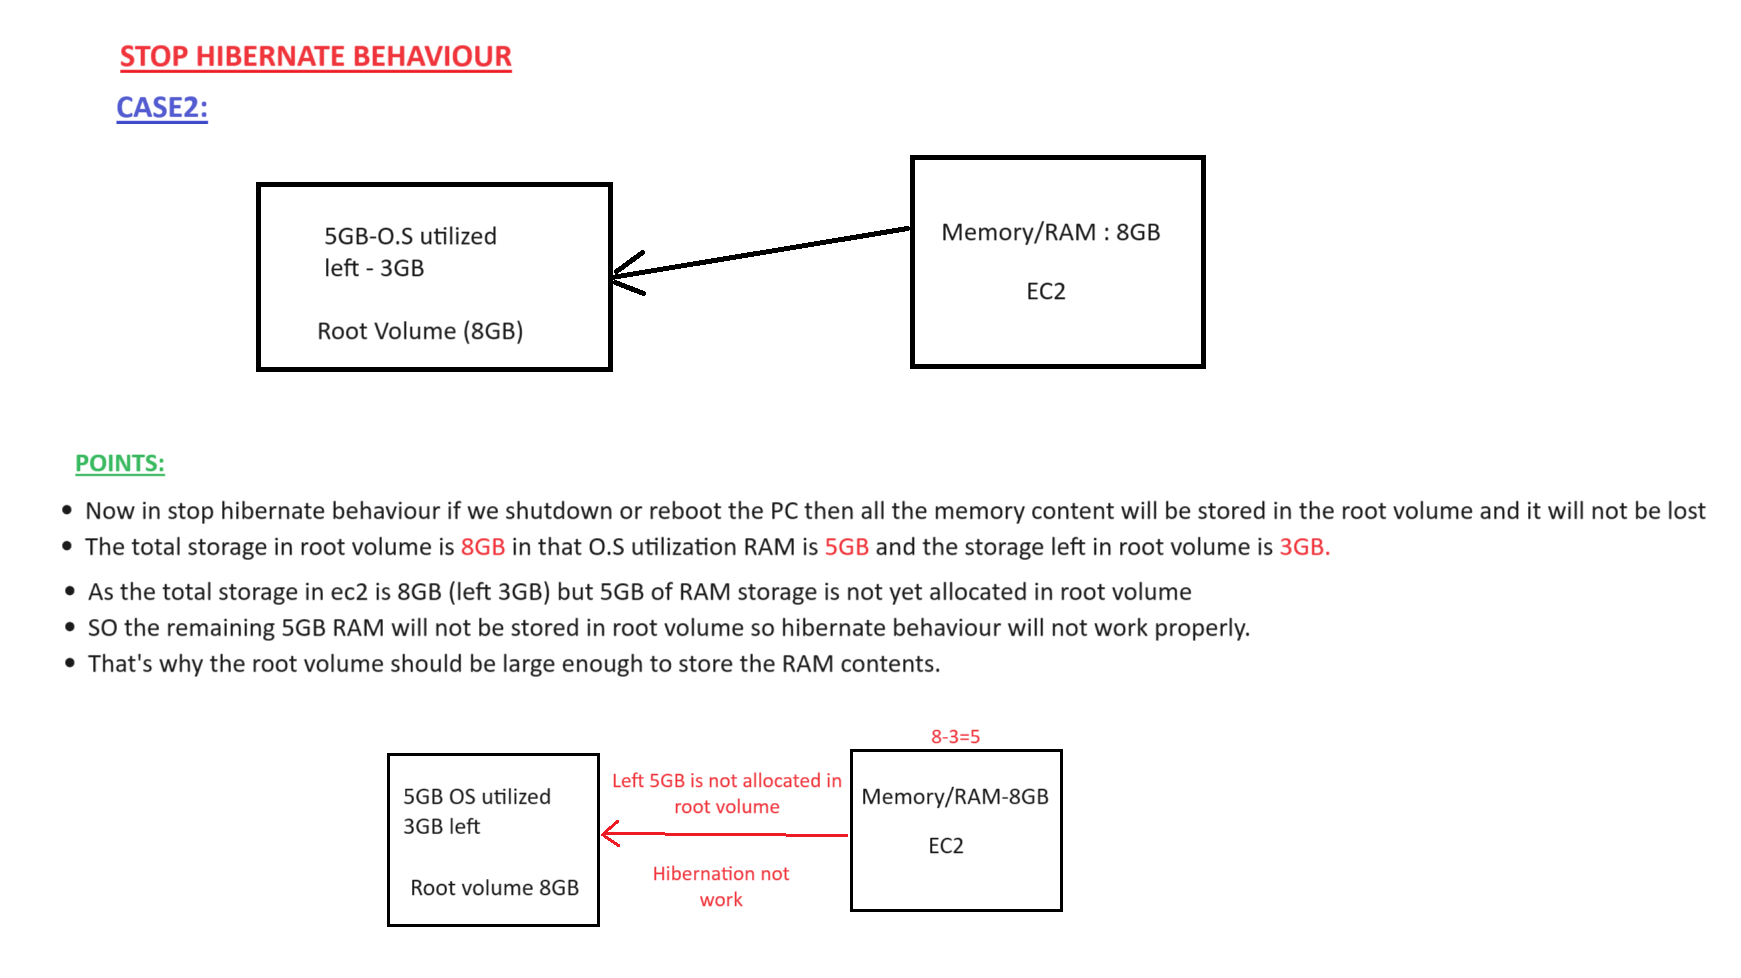 STOP HIBERNATE BEHAVIOUR
CASE2:
5GB-O.S utilized
left - 3GB
Root Volume (8GB)
Memory/RAM : 8GB
EC2
POINTS:
• Now in stop hibernate behaviour if we shutdown or reboot the PC then all the memory content will be stored in the root volume and it will not be lost
• The total storage in root volume is 8GB in that O.S utilization RAM is 5GB and the storage left in root volume is 3GB.
• As the total storage in ec2 is 8GB (left 3GB) but 5GB of RAM storage is not yet allocated in root volume
• SO the remaining 5GB RAM will not be stored in root volume so hibernate behaviour will not work properly.
• That's why the root volume should be large enough to store the RAM contents.
5GB OS utilized
3GB left
Root volume 8GB
Left 5GB is not allocated in
root volume
Hibernation not
work
8-3=5
Memory/RAM-8GB
EC2